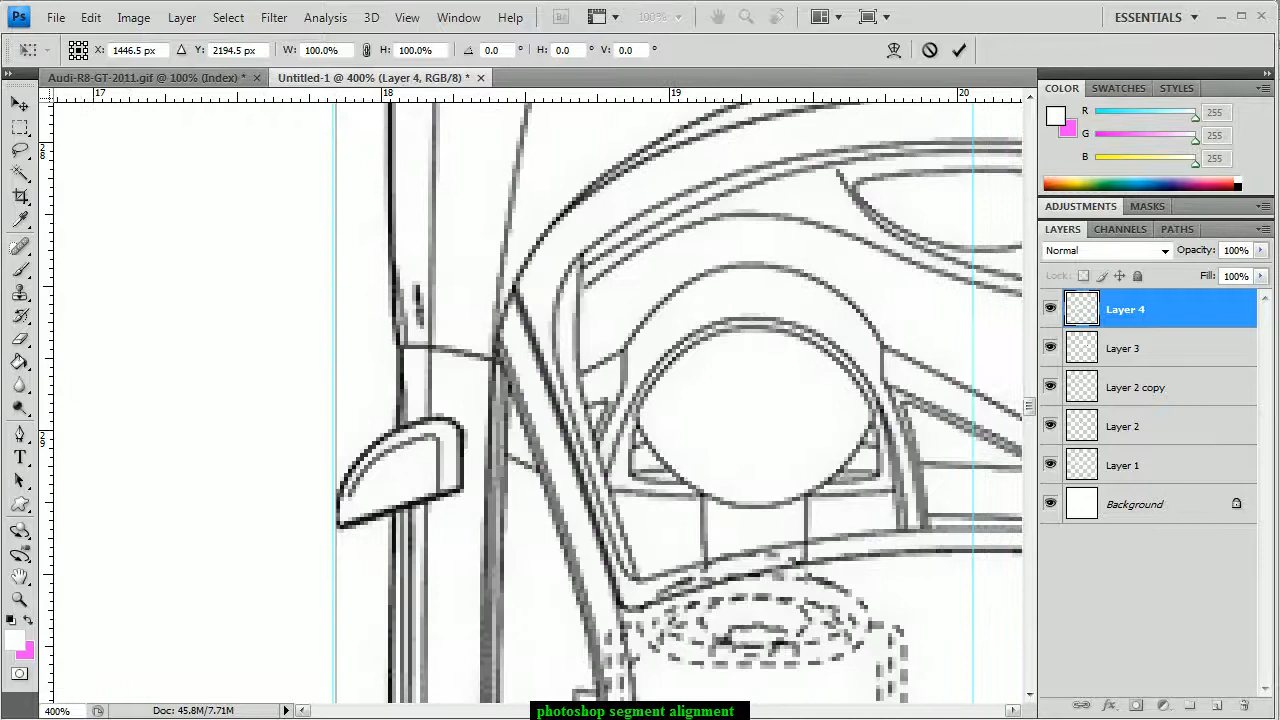 Ps File Edit Image Layer Select Filter Analysis 3D View Window Help Br 100% ESSENTIALS
X: 1446.5 px Y: 2194.5 px W: 100.0% H: 100.0% 0.0 ° H: 0.0 ° V: 0.0 °
Audi-R8-GT-2011.gif @ 100% (Index) * Untitled-1 @ 400% (Layer 4, RGB/8) *
17 18 19 20
COLOR SWATCHES STYLES
R 255
G 255
B 255
ADJUSTMENTS MASKS
LAYERS CHANNELS PATHS
Normal Opacity: 100%
Lock: Fill: 100%
Layer 4
Layer 3
Layer 2 copy
Layer 2
Layer 1
Background
28
29
T
400% Doc: 45.8M/7.71M
photoshop segment alignment